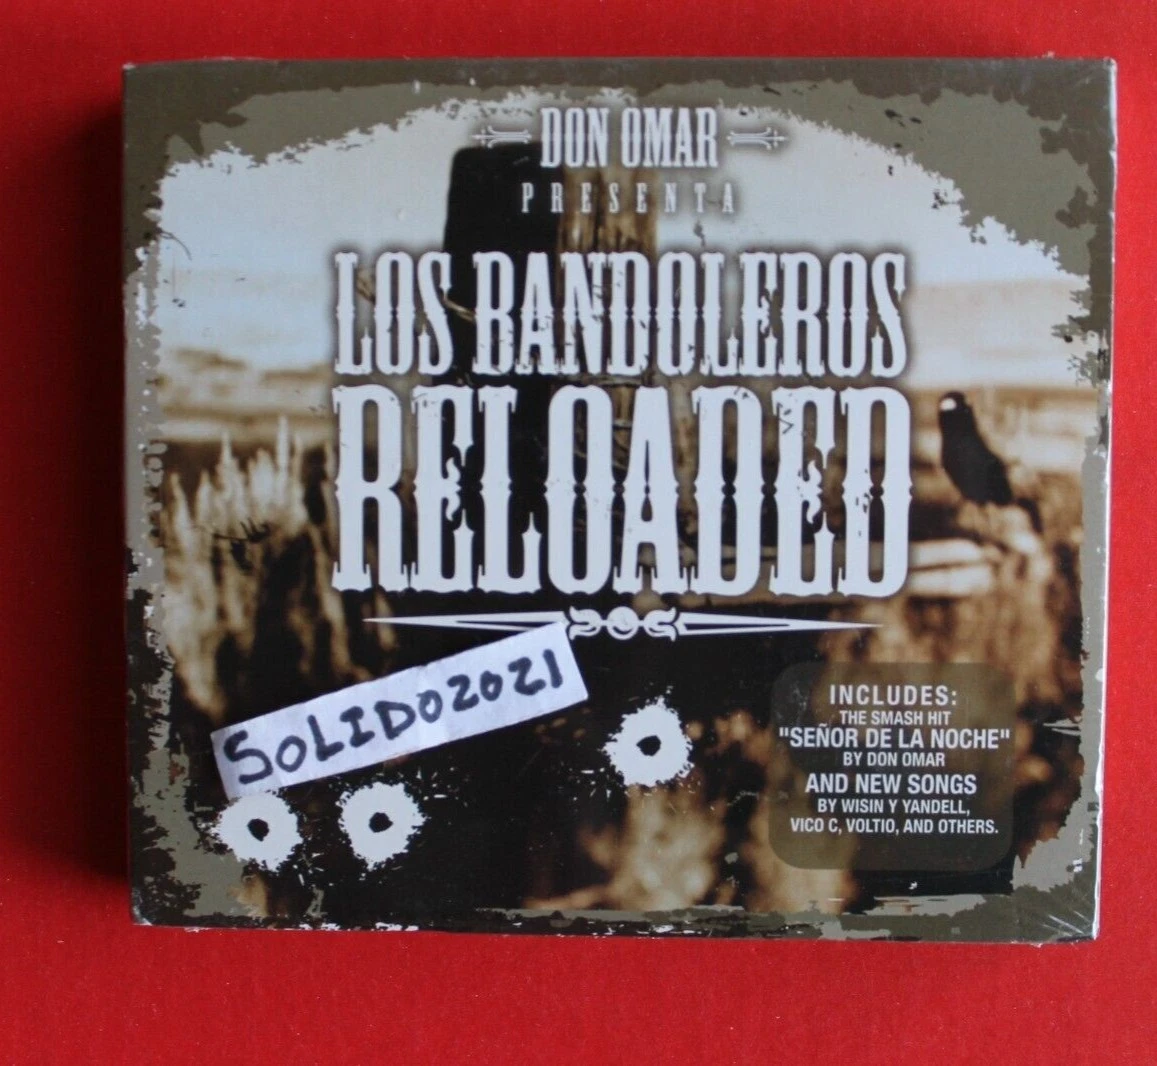 DON OMAR
PRESENTA
LOS BANDOLEROS
RELOADED
SOLIDO2021
INCLUDES:
THE SMASH HIT
"SEÑOR DE LA NOCHE"
BY DON OMAR
AND NEW SONGS
BY WISIN Y YANDELL,
VICO C, VOLTIO, AND OTHERS.